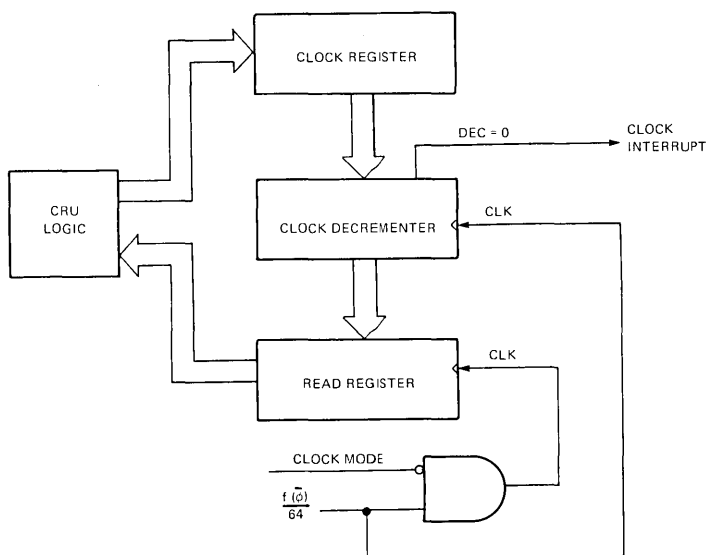 CLOCK REGISTER
DEC = 0
CLOCK
INTERRUPT
CRU
LOGIC
CLOCK DECREMENTER
CLK
READ REGISTER
CLK
CLOCK MODE
f (φ̄)
64